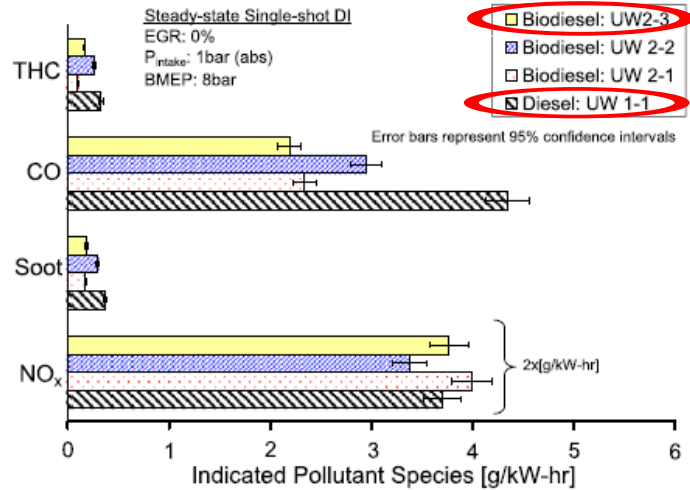 Steady-state Single-shot DI
EGR: 0%
P_intake: 1bar (abs)
BMEP: 8bar
Biodiesel: UW2-3
Biodiesel: UW 2-2
Biodiesel: UW 2-1
Diesel: UW 1-1
Error bars represent 95% confidence intervals
THC
CO
Soot
NOₓ
2x[g/kW-hr]
0 1 2 3 4 5 6
Indicated Pollutant Species [g/kW-hr]